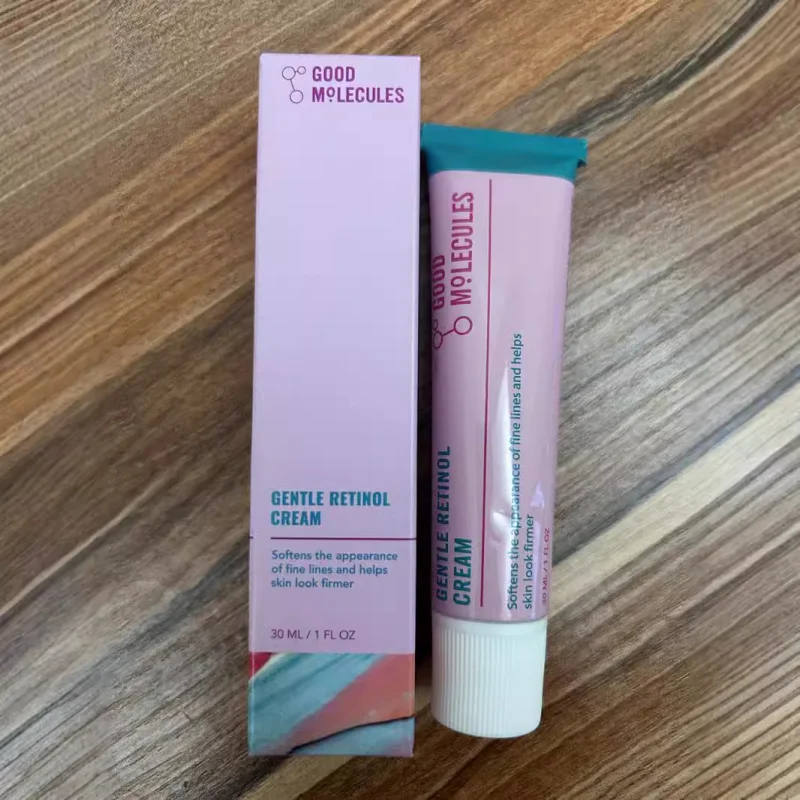 GOOD
MOLECULES
GENTLE RETINOL
CREAM
Softens the appearance
of fine lines and helps
skin look firmer
30 ML / 1 FL OZ
GOOD
MOLECULES
GENTLE RETINOL
CREAM
Softens the appearance of fine lines and helps
skin look firmer
30 ML / 1 FL OZ